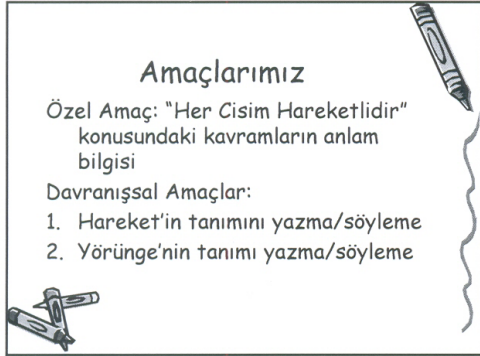 Amaçlarımız
Özel Amaç: “Her Cisim Hareketlidir”
konusundaki kavramların anlam
bilgisi
Davranışsal Amaçlar:
1. Hareket'in tanımını yazma/söyleme
2. Yörünge'nin tanımı yazma/söyleme